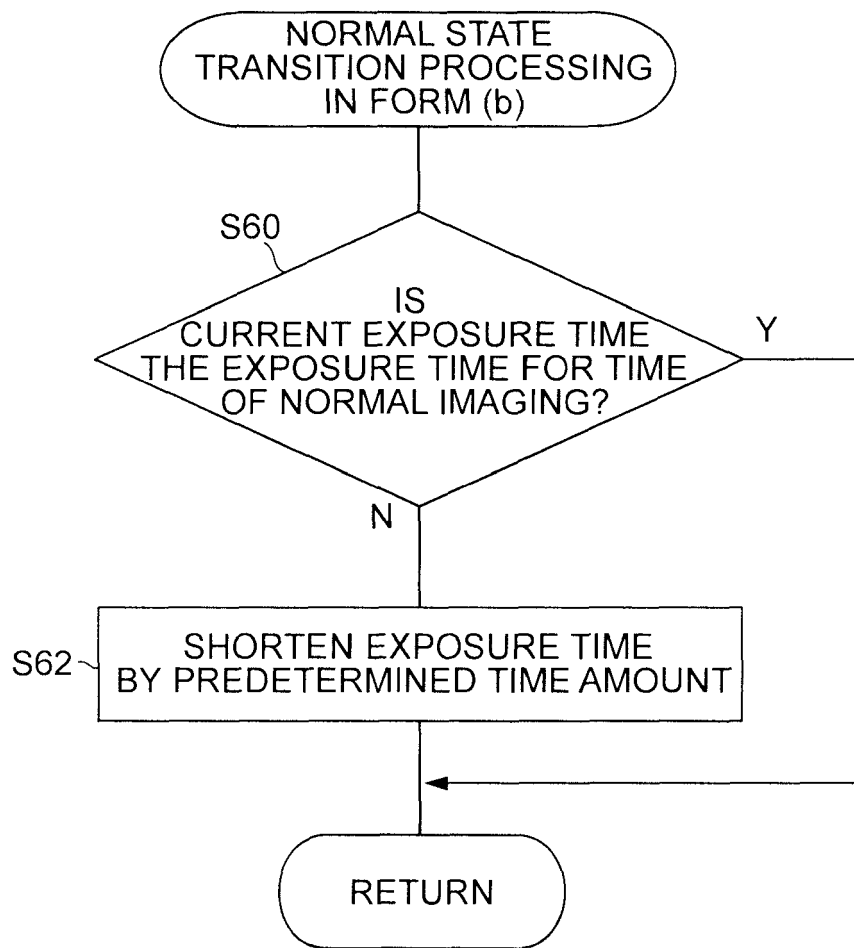 NORMAL STATE
TRANSITION PROCESSING
IN FORM (b)
S60
IS
CURRENT EXPOSURE TIME
THE EXPOSURE TIME FOR TIME
OF NORMAL IMAGING?
Y
N
S62
SHORTEN EXPOSURE TIME
BY PREDETERMINED TIME AMOUNT
RETURN